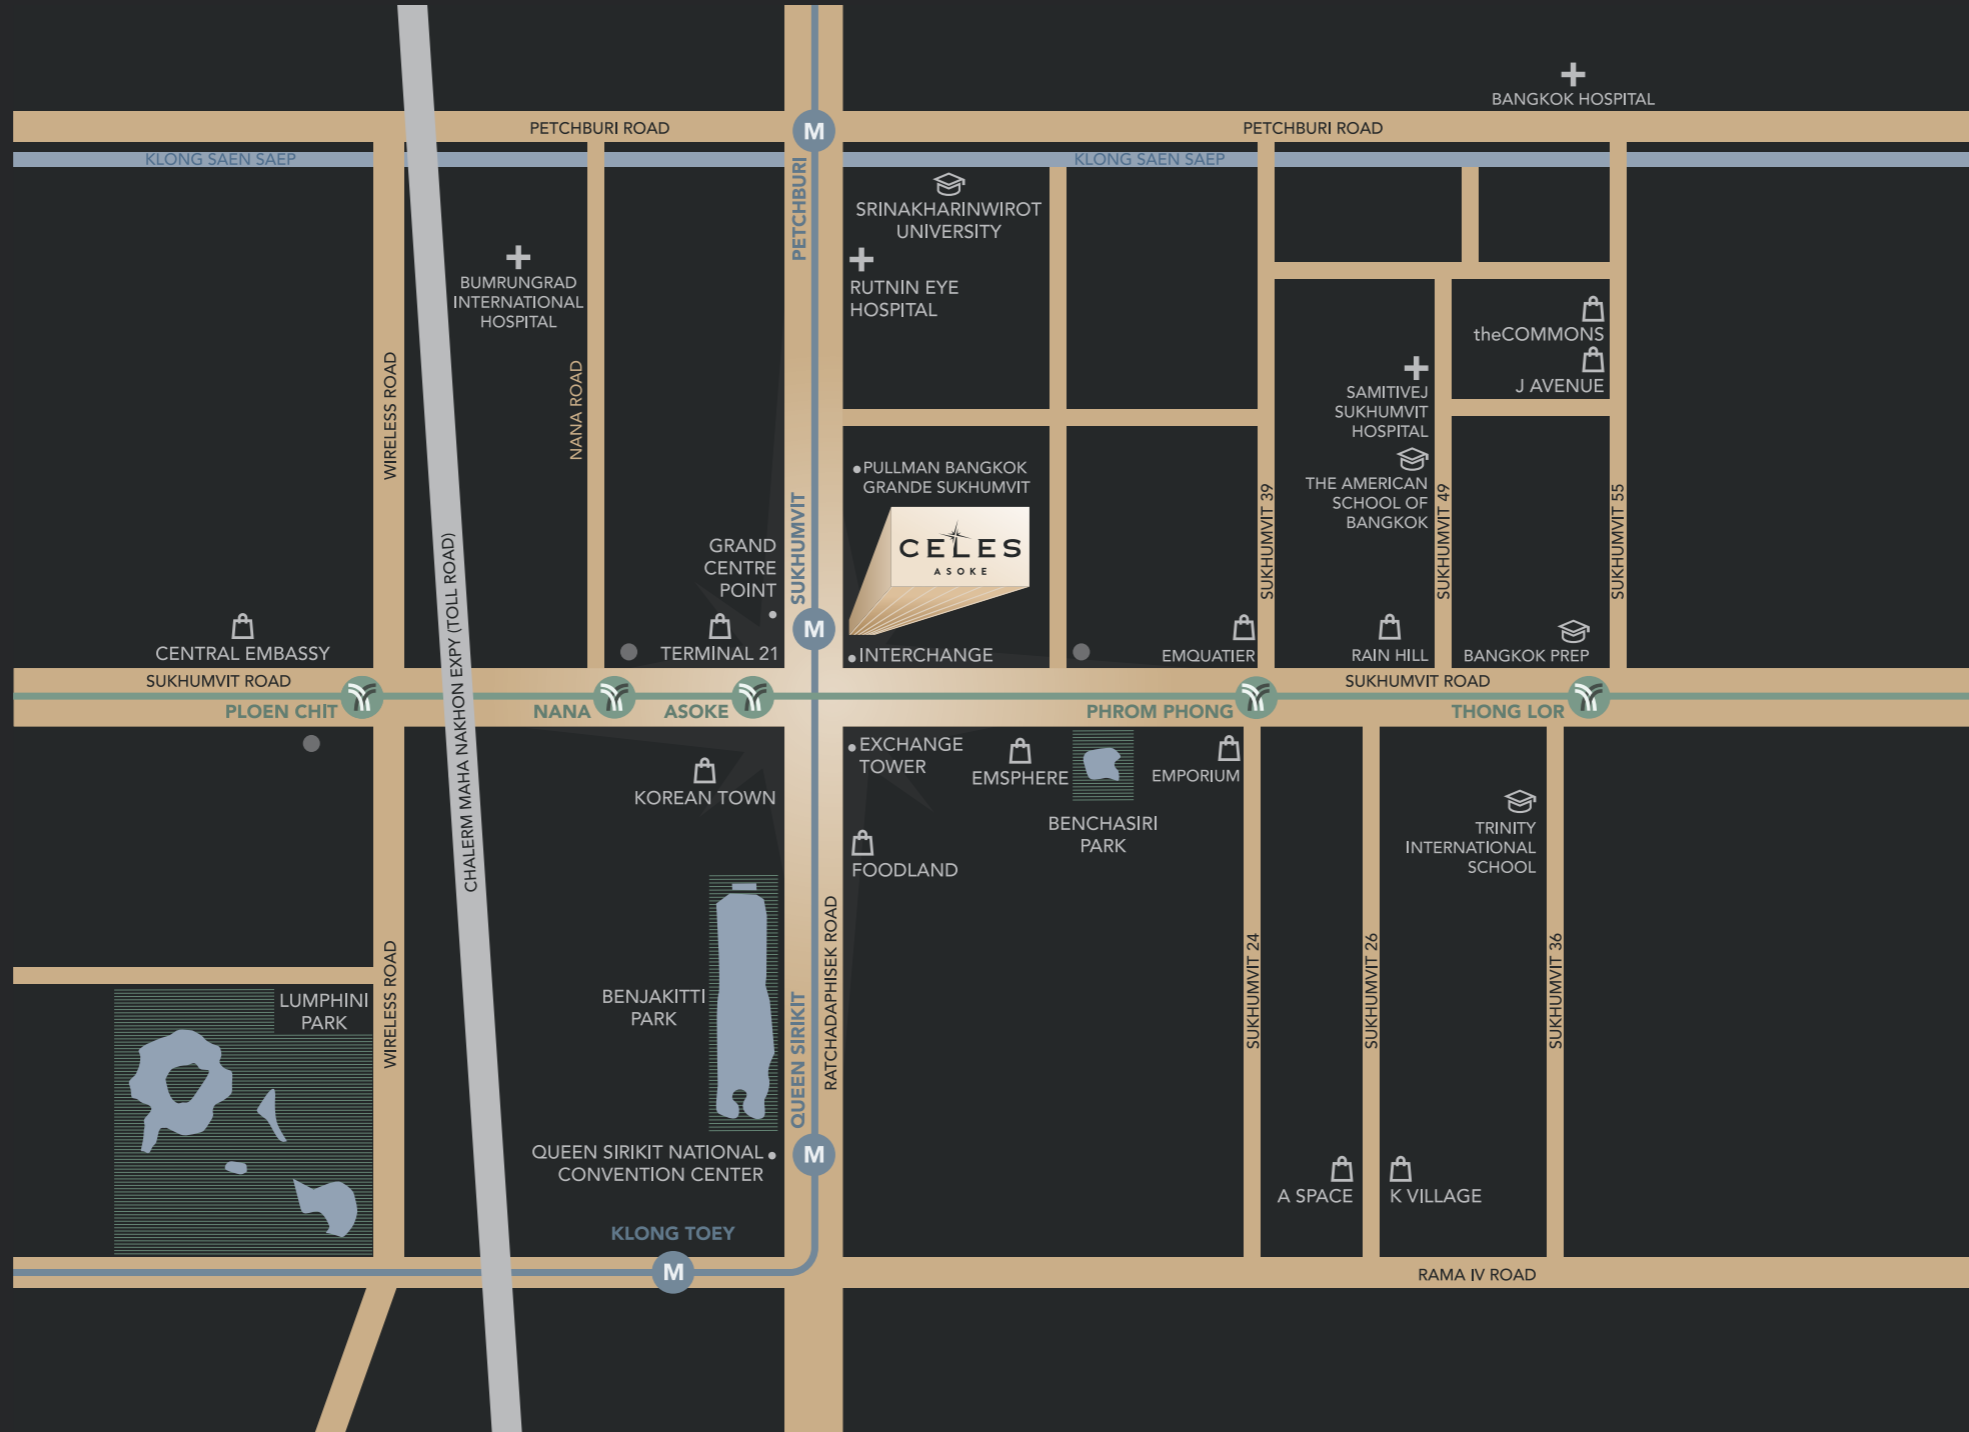 BANGKOK HOSPITAL
PETCHBURI ROAD
M
PETCHBURI ROAD
KLONG SAEN SAEP
KLONG SAEN SAEP
PETCHBURI
SRINAKHARINWIROT
UNIVERSITY
BUMRUNGRAD
INTERNATIONAL
HOSPITAL
RUTNIN EYE
HOSPITAL
theCOMMONS
J AVENUE
WIRELESS ROAD
NANA ROAD
SAMITIVEJ
SUKHUMVIT
HOSPITAL
PULLMAN BANGKOK
GRANDE SUKHUMVIT
THE AMERICAN
SCHOOL OF
BANGKOK
SUKHUMVIT 39
SUKHUMVIT 49
SUKHUMVIT 55
SUKHUMVIT
CELES
ASOKE
GRAND
CENTRE
POINT
M
CHALERM MAHA NAKHON EXPY (TOLL ROAD)
CENTRAL EMBASSY
TERMINAL 21
INTERCHANGE
EMQUATIER
RAIN HILL
BANGKOK PREP
SUKHUMVIT ROAD
SUKHUMVIT ROAD
PLOEN CHIT
NANA
ASOKE
PHROM PHONG
THONG LOR
EXCHANGE
TOWER
EMSPHERE
EMPORIUM
KOREAN TOWN
BENCHASIRI
PARK
TRINITY
INTERNATIONAL
SCHOOL
FOODLAND
RATCHADAPHISEK ROAD
WIRELESS ROAD
SUKHUMVIT 24
SUKHUMVIT 26
SUKHUMVIT 36
LUMPHINI
PARK
BENJAKITTI
PARK
QUEEN SIRIKIT
QUEEN SIRIKIT NATIONAL
CONVENTION CENTER
M
A SPACE
K VILLAGE
KLONG TOEY
M
RAMA IV ROAD